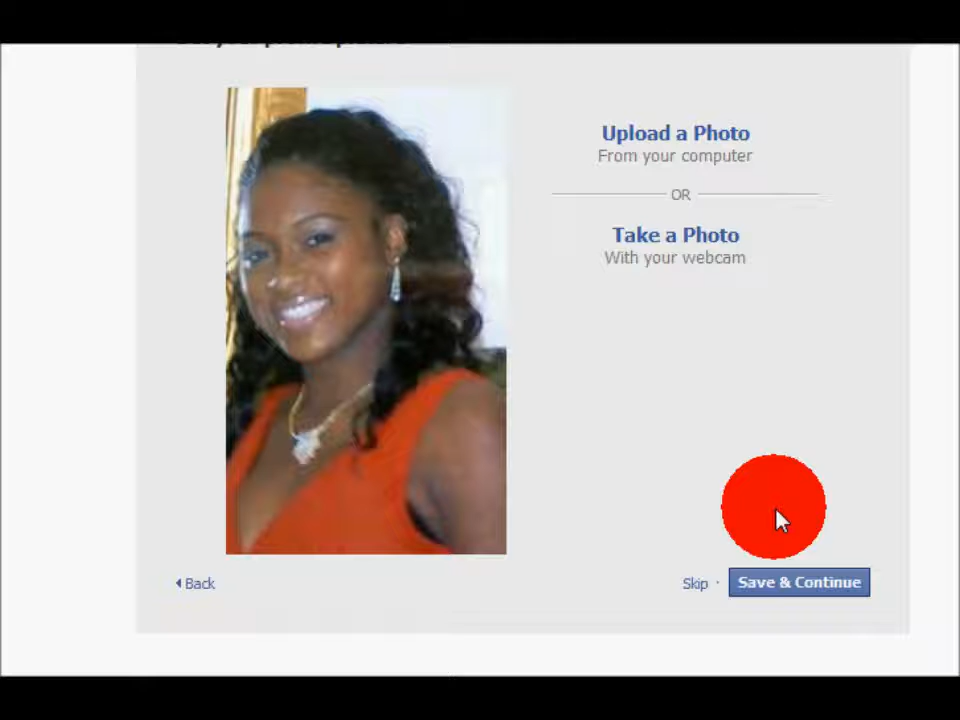 Upload a Photo
From your computer
OR
Take a Photo
With your webcam
Back
Skip ·
Save & Continue